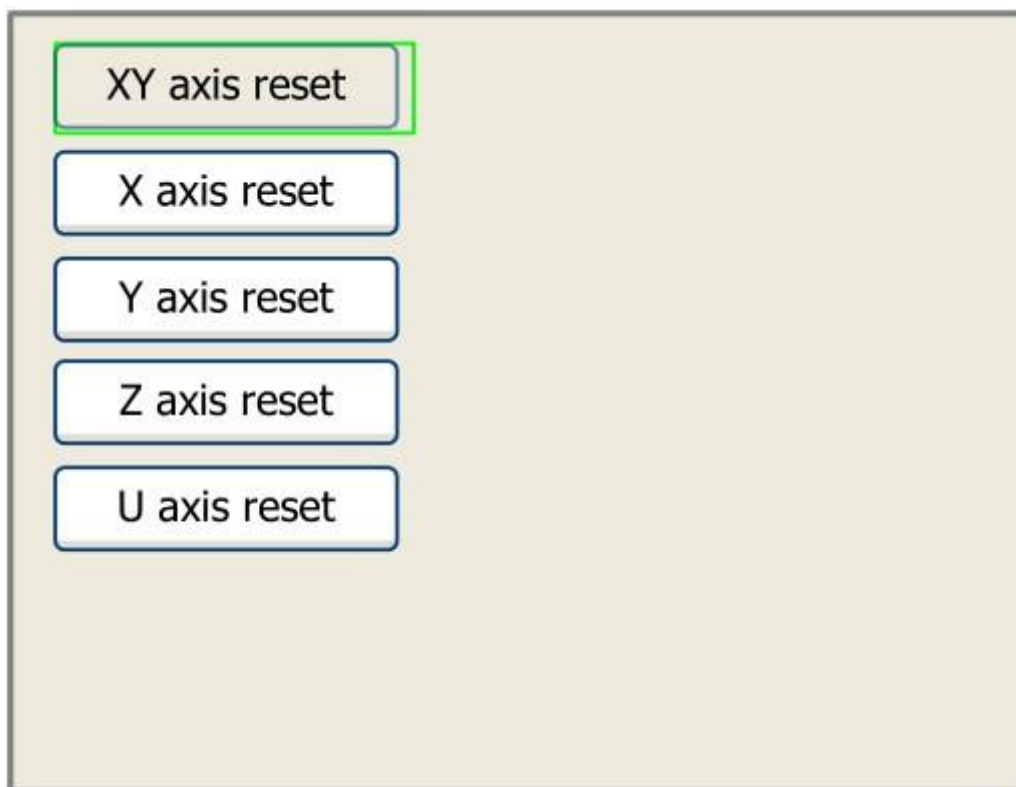 XY axis reset
X axis reset
Y axis reset
Z axis reset
U axis reset